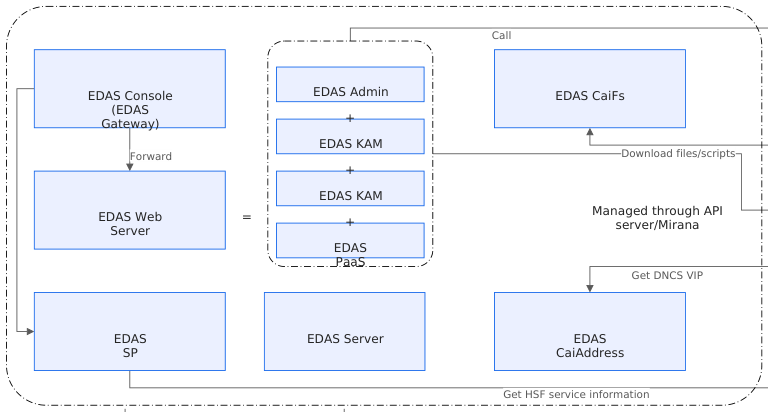 Call
EDAS Console
(EDAS
Gateway)
EDAS Admin
EDAS CaiFs
+
EDAS KAM
Forward
Download files/scripts
+
EDAS KAM
EDAS Web
Server
=
+
EDAS
PaaS
Managed through API
server/Mirana
Get DNCS VIP
EDAS
SP
EDAS Server
EDAS
CaiAddress
Get HSF service information